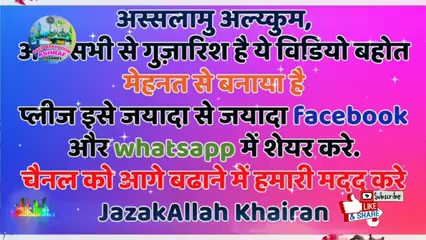 अस्सलामु अल्य्कुम,
सभी से गुज़ारिश है ये विडियो बहोत
मेहनत से बनाया है
प्लीज इसे जयादा से जयादा facebook
और whatsapp में शेयर करे.
चैनल को आगे बढाने में हमारी मदद करे
JazakAllah Khairan
Subscribe
LIKE
& SHARE